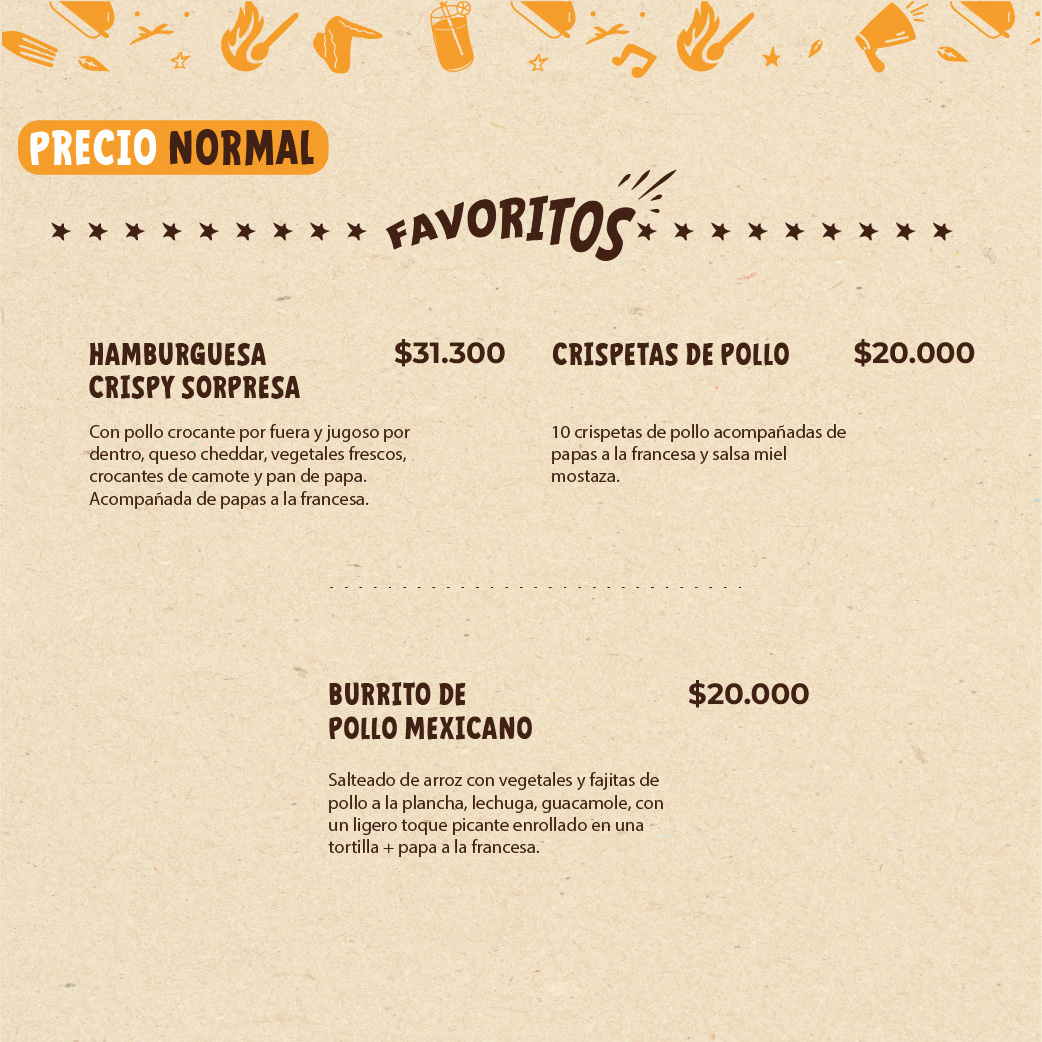 PRECIO NORMAL
FAVORITOS
HAMBURGUESA
CRISPY SORPRESA
$31.300
Con pollo crocante por fuera y jugoso por
dentro, queso cheddar, vegetales frescos,
crocantes de camote y pan de papa.
Acompañada de papas a la francesa.
CRISPETAS DE POLLO
$20.000
10 crispetas de pollo acompañadas de
papas a la francesa y salsa miel
mostaza.
BURRITO DE
POLLO MEXICANO
$20.000
Salteado de arroz con vegetales y fajitas de
pollo a la plancha, lechuga, guacamole, con
un ligero toque picante enrollado en una
tortilla + papa a la francesa.